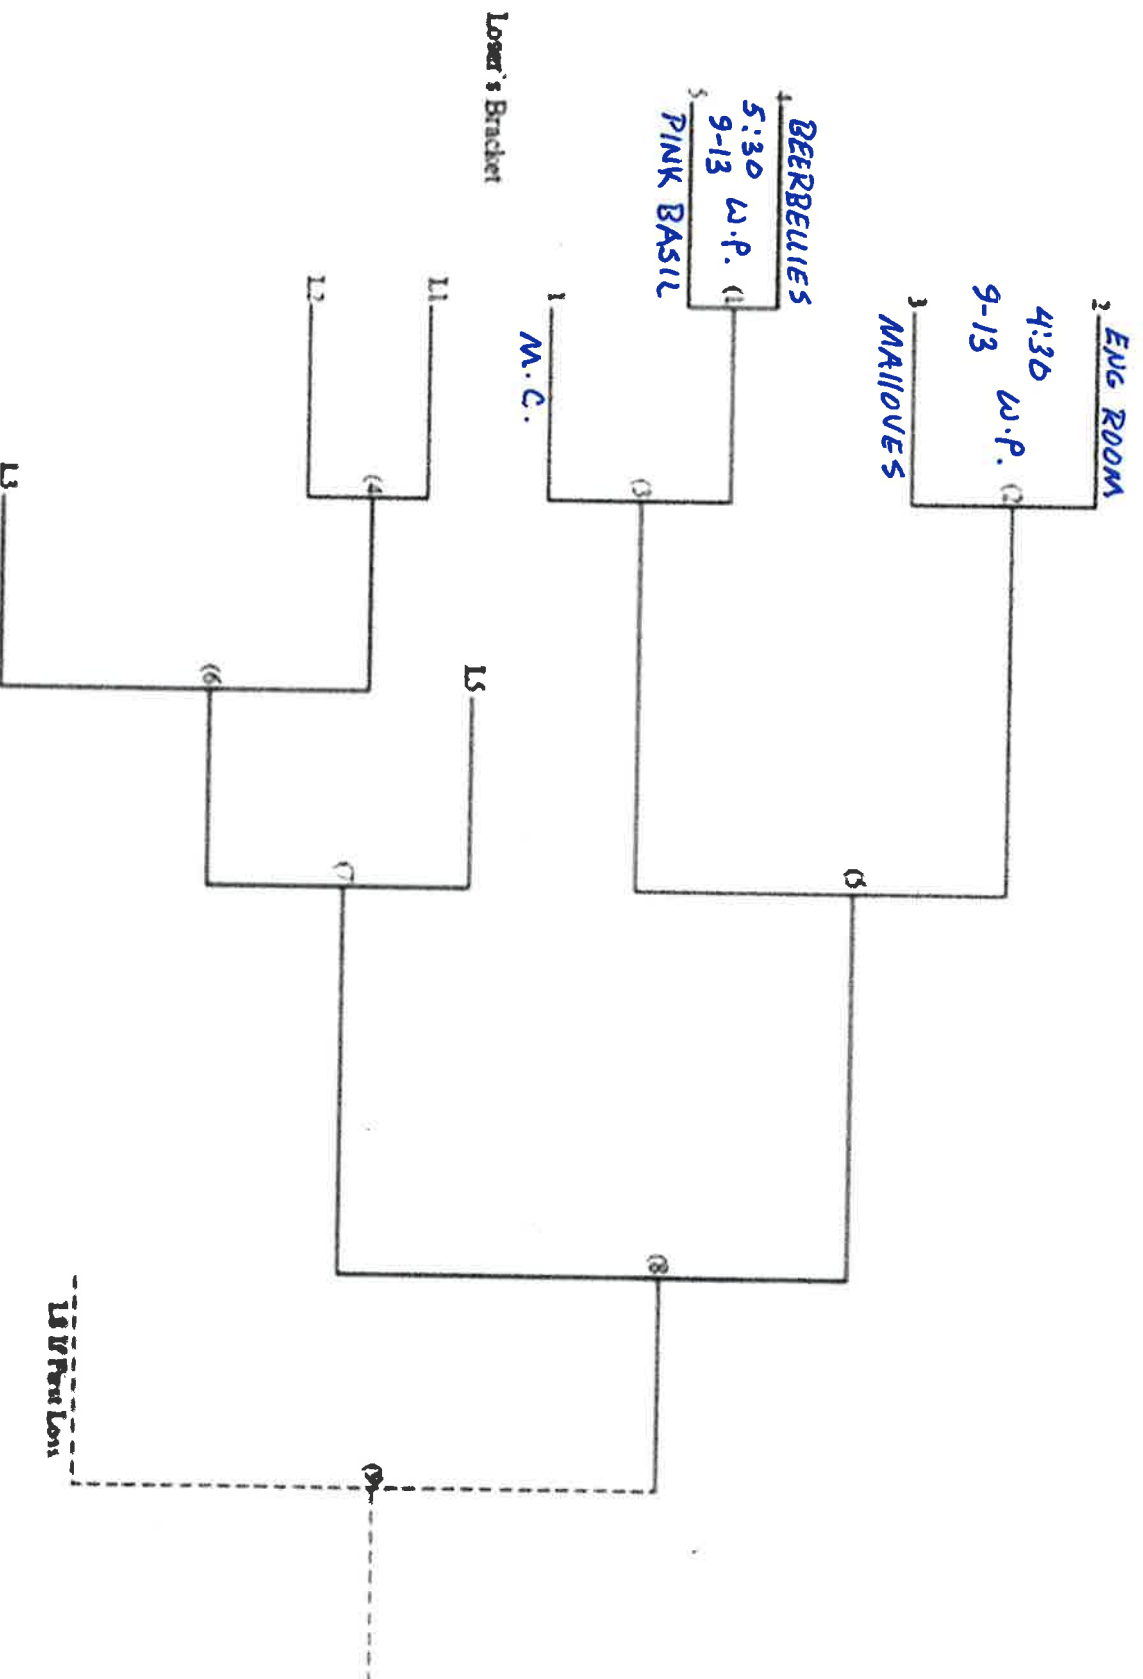 2 ENG ROOM
4:30
9-13 W.P. (2
3 MAllOVES
4 BEERBELLIES
5:30
9-13 W.P. (1
5 PINK BASIL
(3
1 M.C.
(5
Loser's Bracket
L1
(4
L2
L5
(6
(7
L3
(8
(9
L8 If First Loss